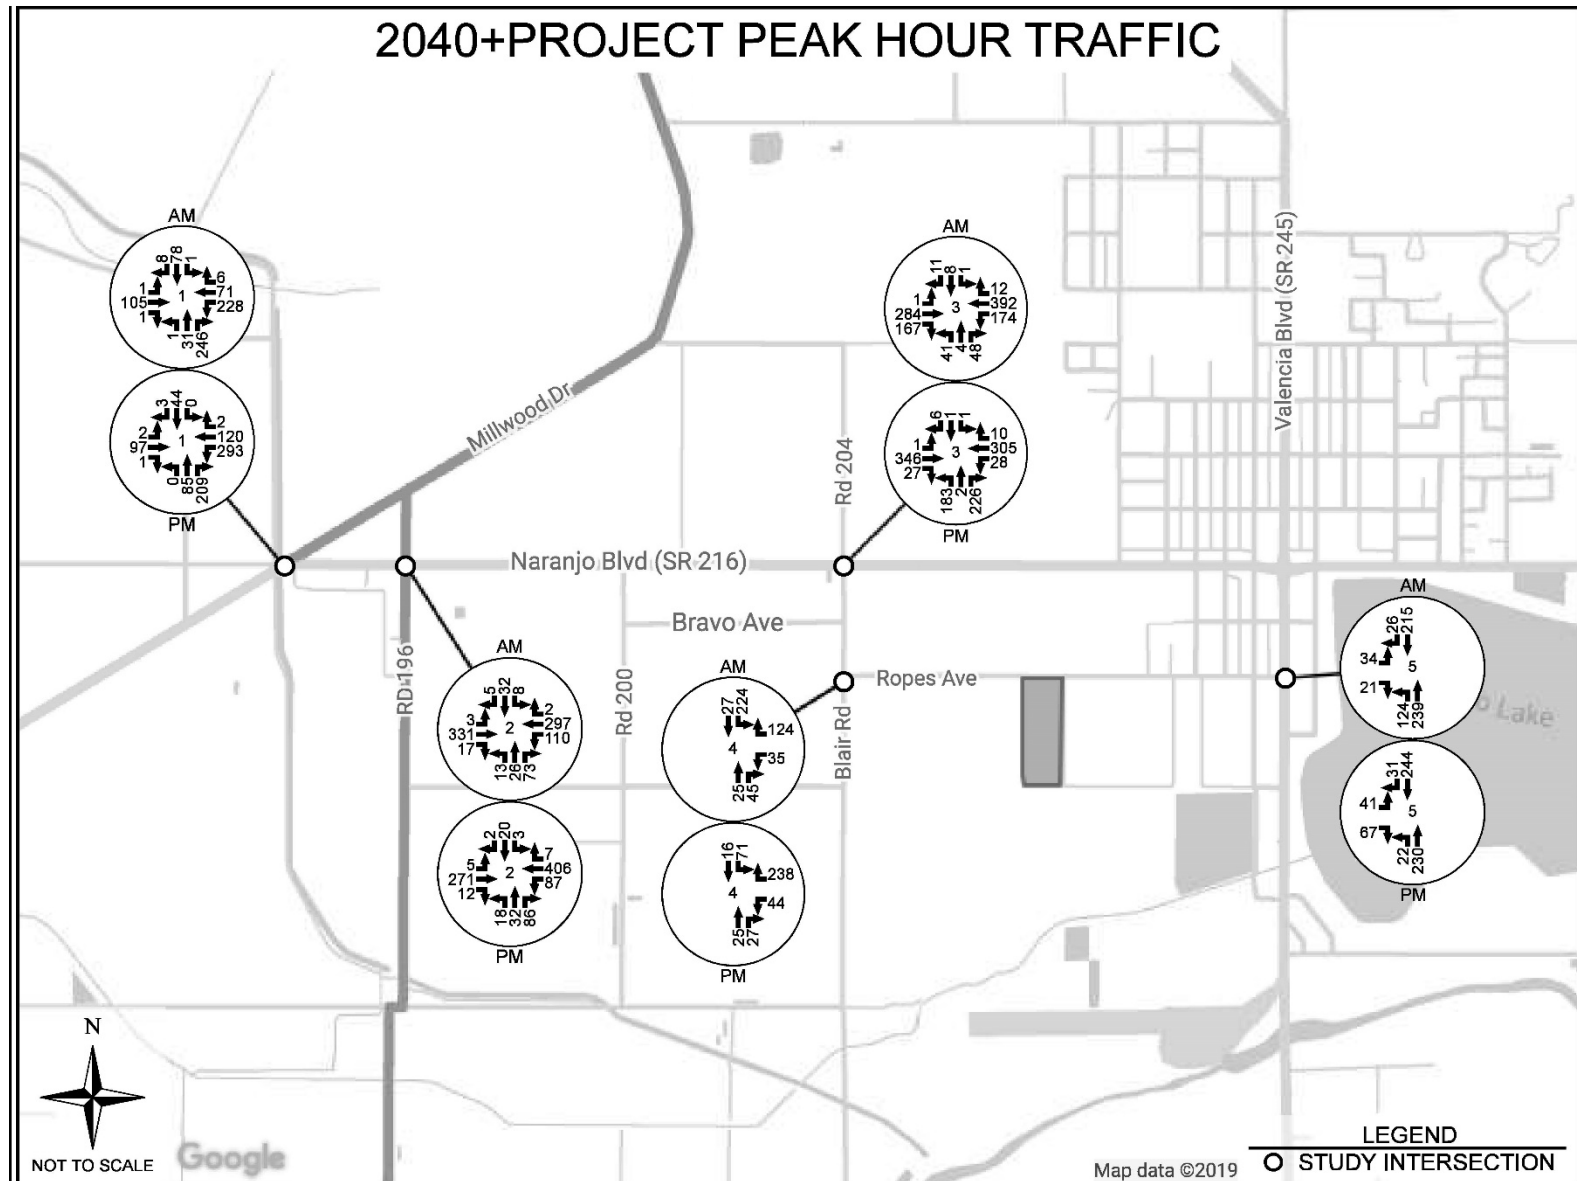 2040+PROJECT PEAK HOUR TRAFFIC
AM
8 78 1
1 105 1
1
6 71 228
1 31 246
3 44 0
2 97 1
1
2 120 293
0 85 209
PM
AM
11 8 1
1 284 167
3
12 392 174
41 4 48
6 1 1
1 346 27
3
10 305 28
183 2 226
PM
Millwood Dr
Rd 204
Valencia Blvd (SR 245)
Naranjo Blvd (SR 216)
Bravo Ave
Ropes Ave
RD 196
Rd 200
Blair Rd
AM
5 32 8
3 331 17
2
2 297 110
13 26 73
2 20 3
5 271 12
2
7 406 87
18 32 86
PM
AM
27 224
4
124
35
25 45
16 71
4
238
44
25 27
PM
AM
26 215
34
5
21
124 239
31 244
41
5
67
22 230
PM
o Lake
N
NOT TO SCALE
Google
Map data ©2019
LEGEND
STUDY INTERSECTION